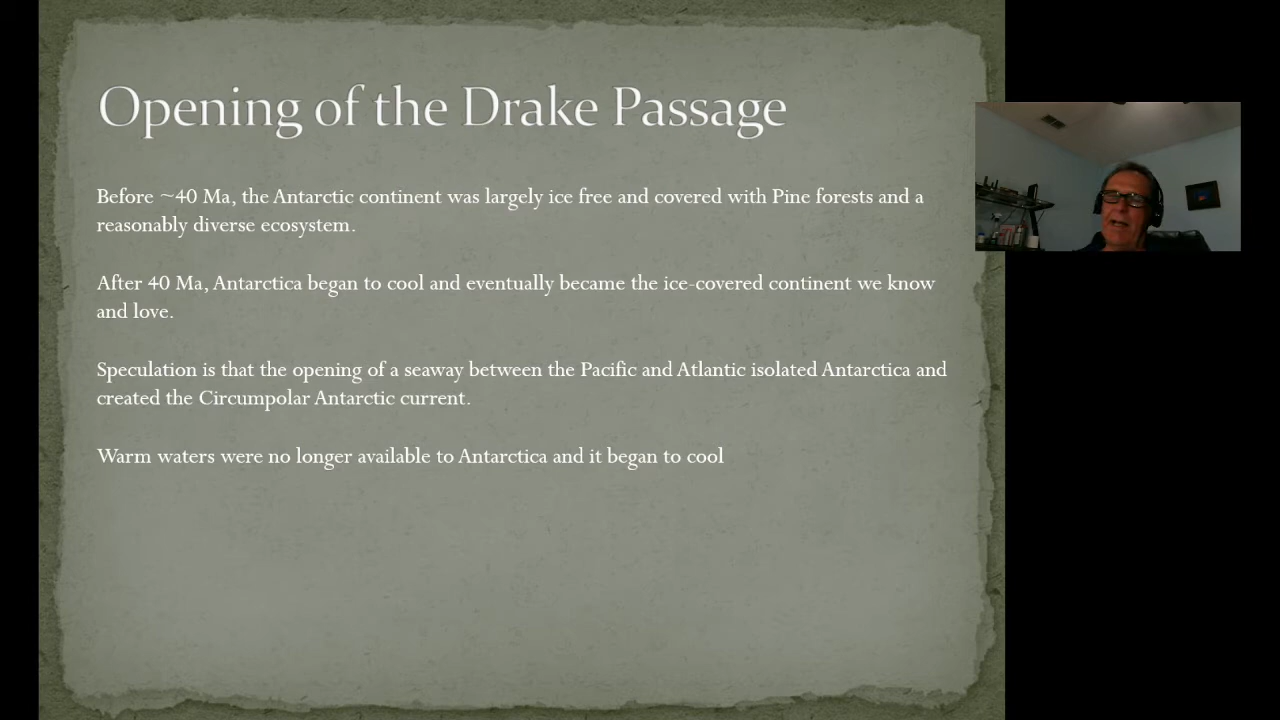 Opening of the Drake Passage
Before ~40 Ma, the Antarctic continent was largely ice free and covered with Pine forests and a
reasonably diverse ecosystem.
After 40 Ma, Antarctica began to cool and eventually became the ice-covered continent we know
and love.
Speculation is that the opening of a seaway between the Pacific and Atlantic isolated Antarctica and
created the Circumpolar Antarctic current.
Warm waters were no longer available to Antarctica and it began to cool